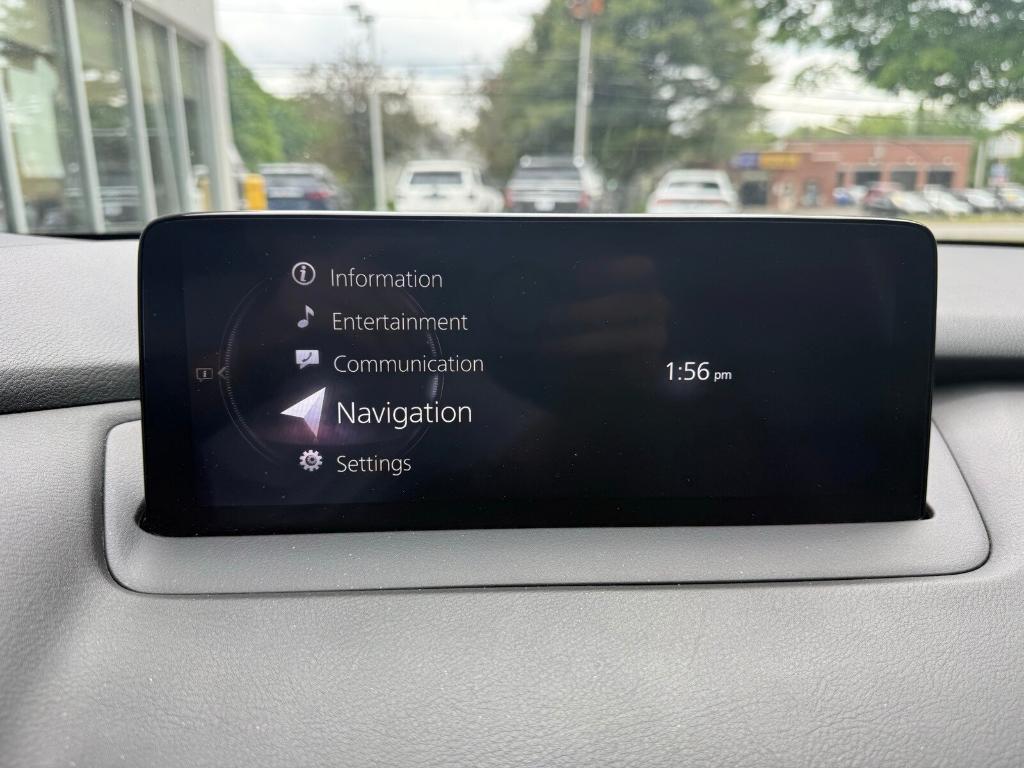 Information
Entertainment
Communication
1:56 pm
Navigation
Settings